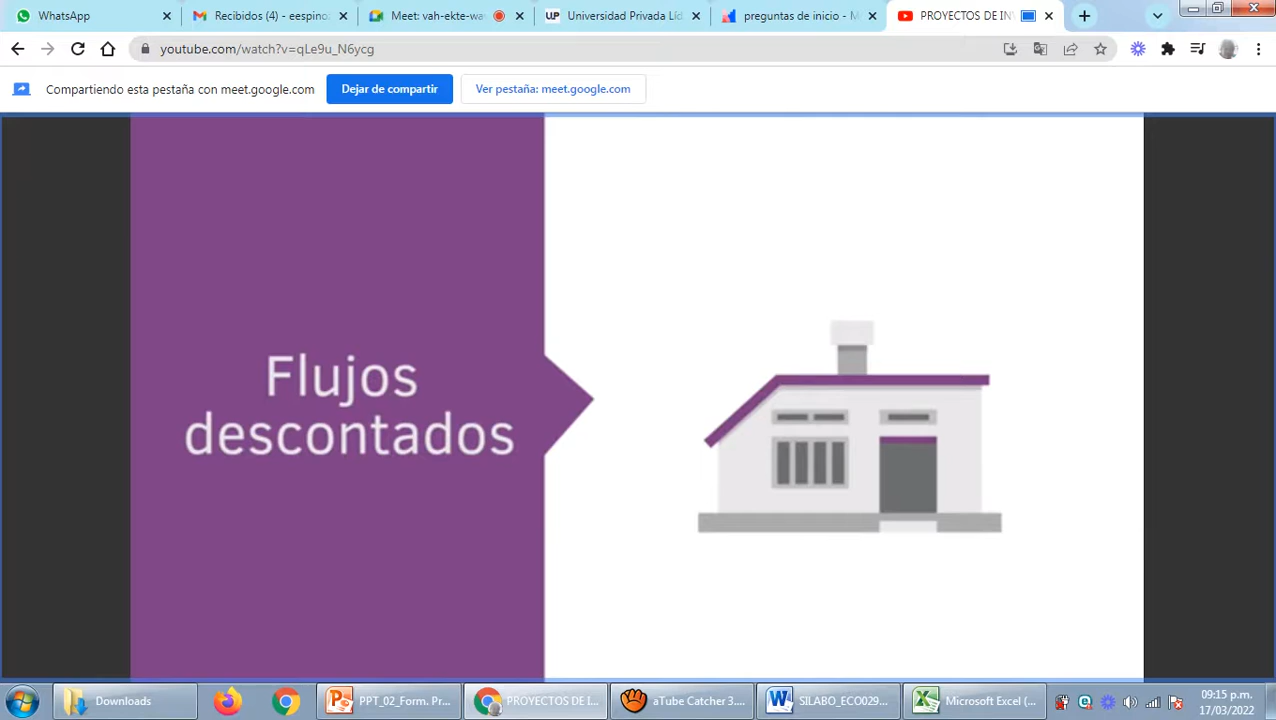 WhatsApp
Recibidos (4) - eespino
Meet: vah-ekte-wa
UP Universidad Privada Líd
preguntas de inicio - M
PROYECTOS DE IN
youtube.com/watch?v=qLe9u_N6ycg
Compartiendo esta pestaña con meet.google.com
Dejar de compartir
Ver pestaña: meet.google.com
Flujos
descontados
Downloads
PPT_02_Form. Pr...
PROYECTOS DE I...
aTube Catcher 3....
SILABO_ECO029...
Microsoft Excel (...
09:15 p.m.
17/03/2022